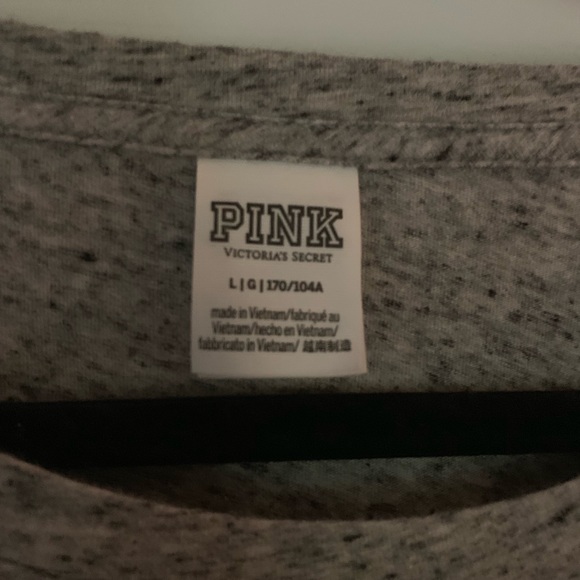 PINK
VICTORIA'S SECRET
L | G | 170/104A
made in Vietnam/fabriqué au
Vietnam/hecho en Vietnam/
fabbricato in Vietnam/ 越南制造